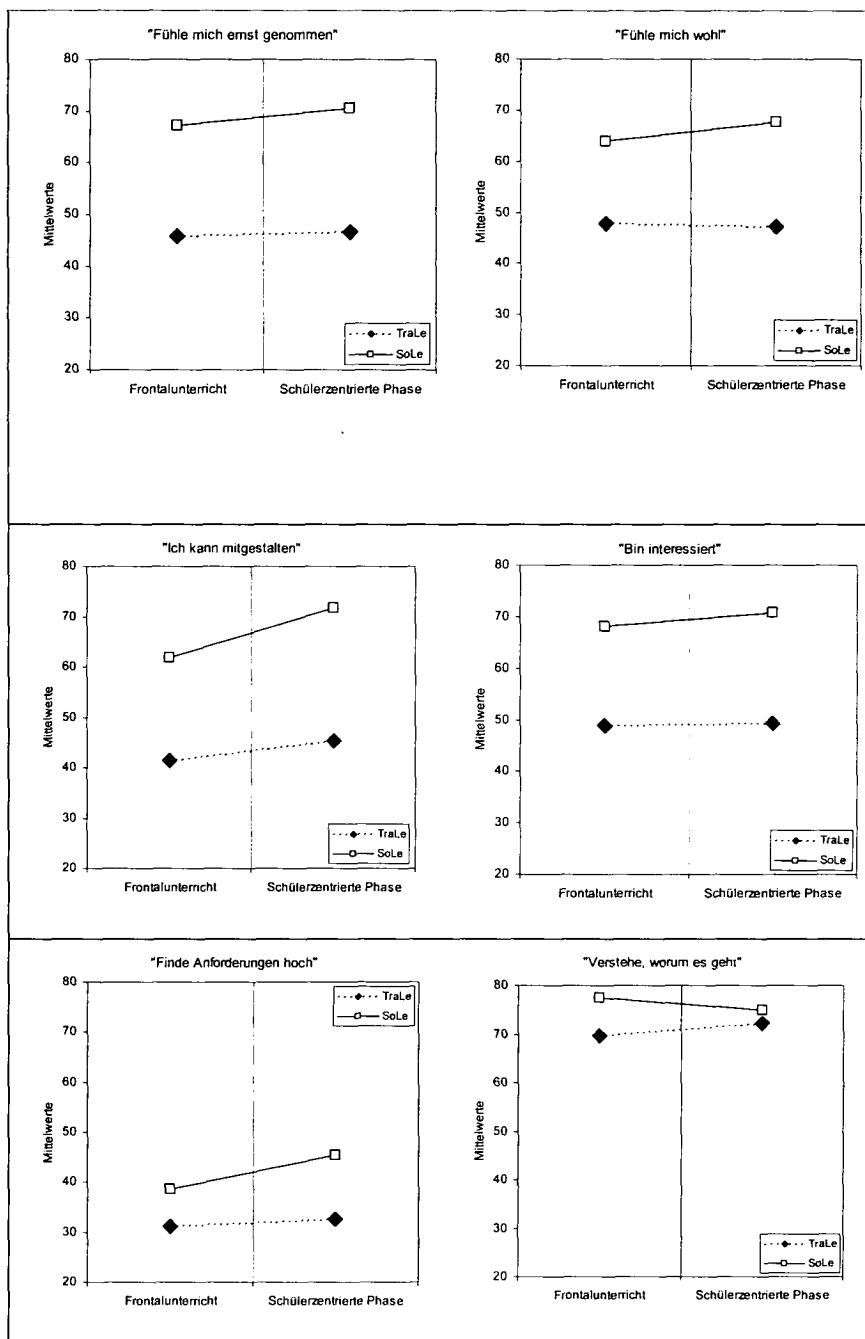 "Fühle mich ernst genommen"
80
70
60
50
40
30
20
Mittelwerte
TraLe
SoLe
Frontalunterricht
Schülerzentrierte Phase
"Fühle mich wohl"
80
70
60
50
40
30
20
Mittelwerte
TraLe
SoLe
Frontalunterricht
Schülerzentrierte Phase
"Ich kann mitgestalten"
80
70
60
50
40
30
20
Mittelwerte
TraLe
SoLe
Frontalunterricht
Schülerzentrierte Phase
"Bin interessiert"
80
70
60
50
40
30
20
Mittelwerte
TraLe
SoLe
Frontalunterricht
Schülerzentrierte Phase
"Finde Anforderungen hoch"
80
70
60
50
40
30
20
Mittelwerte
TraLe
SoLe
Frontalunterricht
Schülerzentrierte Phase
"Verstehe, worum es geht"
80
70
60
50
40
30
20
Mittelwerte
TraLe
SoLe
Frontalunterricht
Schülerzentrierte Phase